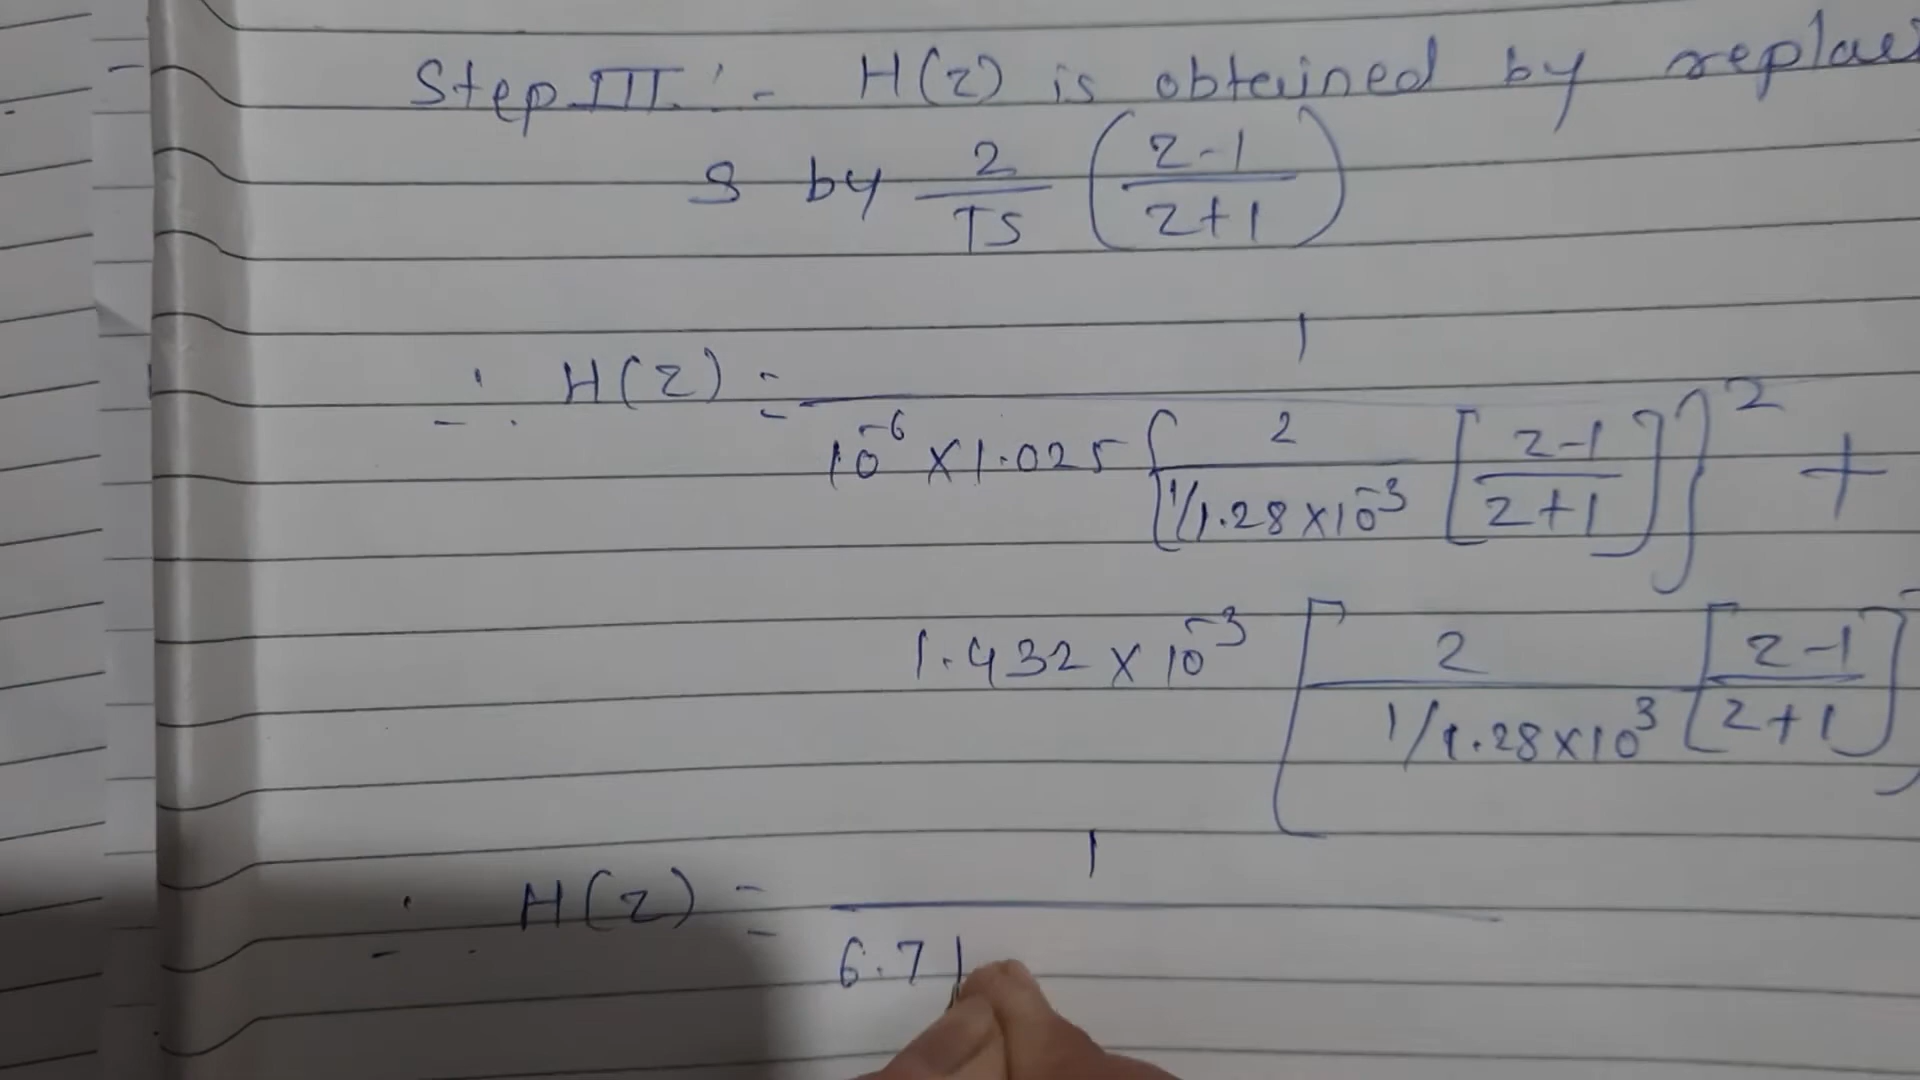 Step III :- H(z) is obtained by
s by 2/TS ( z-1 / z+1 )
∴ H(z) = 1 / 10^-6 × 1.025 { 2 / 1/1.28×10^-3 [ z-1 / z+1 ] }^2 +
1.432 × 10^-3 [ 2 / 1/1.28×10^3 [ z-1 / z+1 ]
∴ H(z) = 1 / 6.71